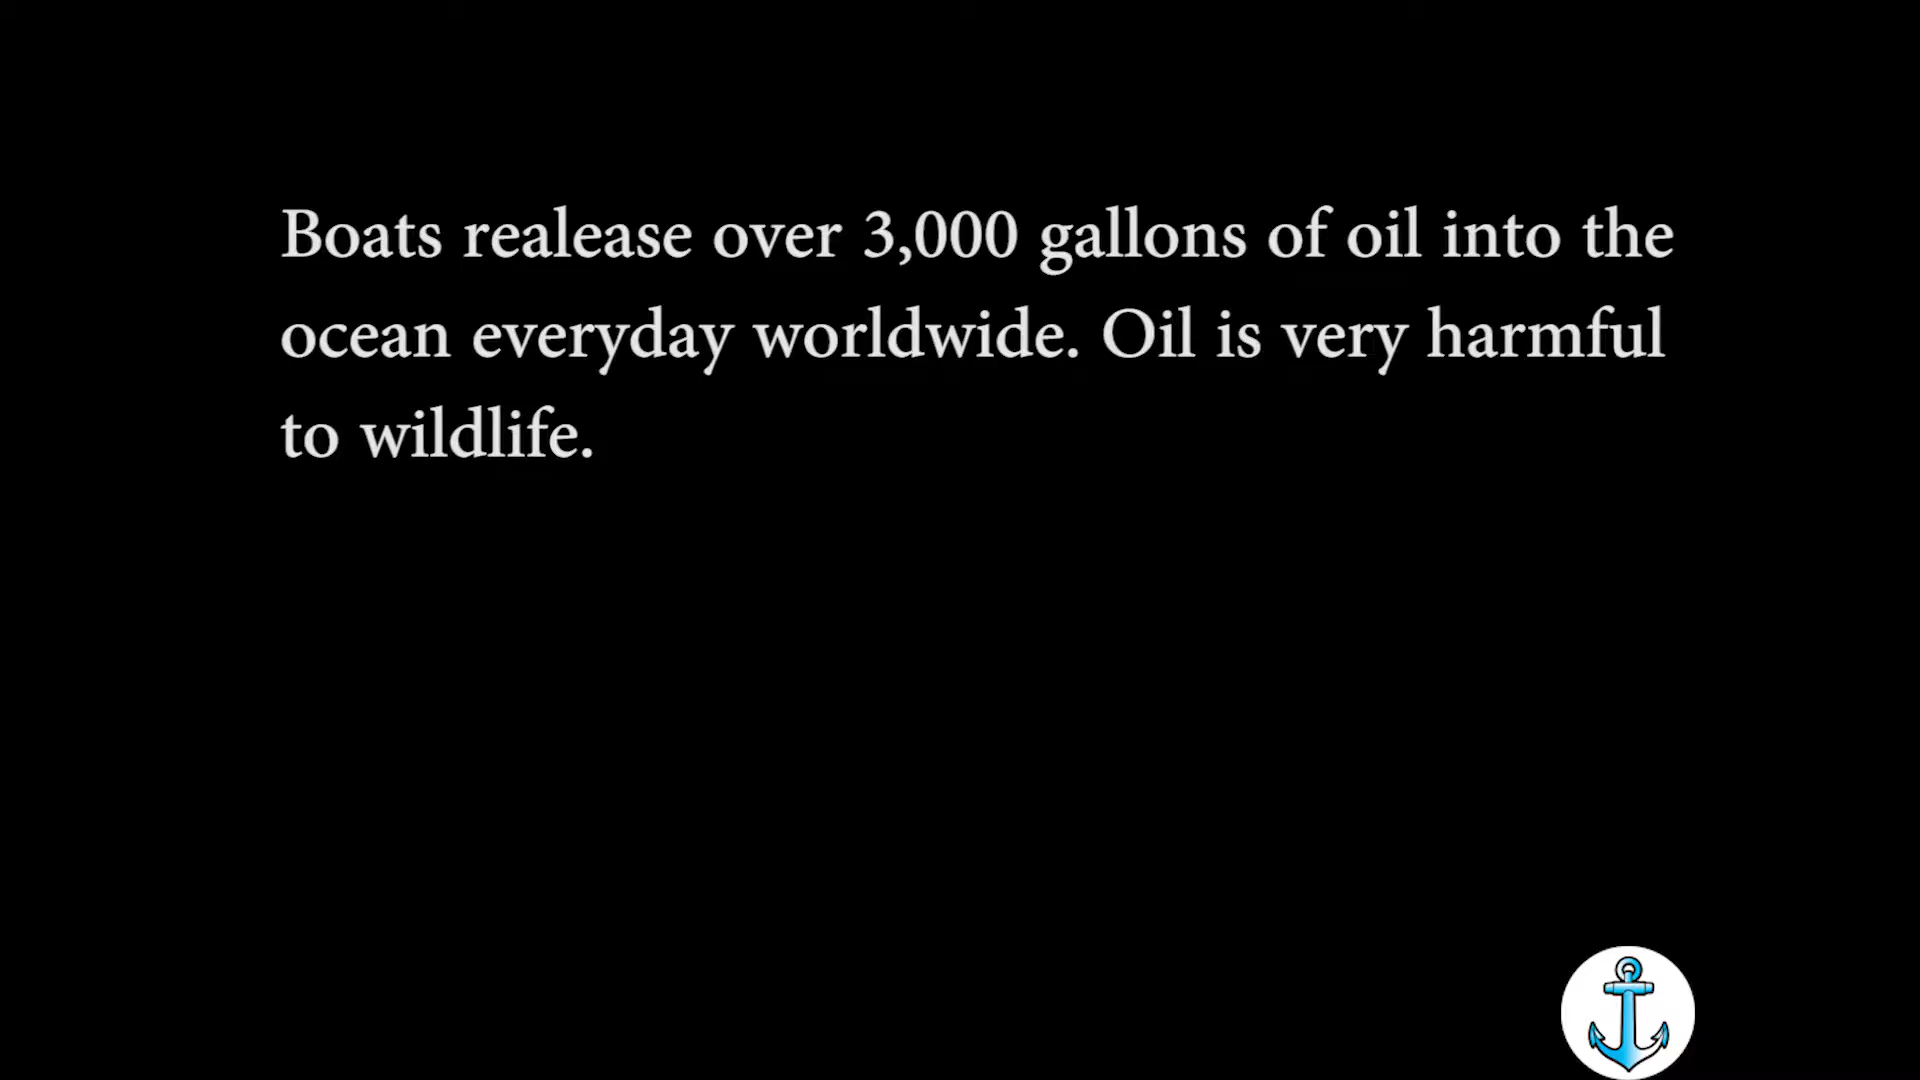 Boats realease over 3,000 gallons of oil into the
ocean everyday worldwide. Oil is very harmful
to wildlife.